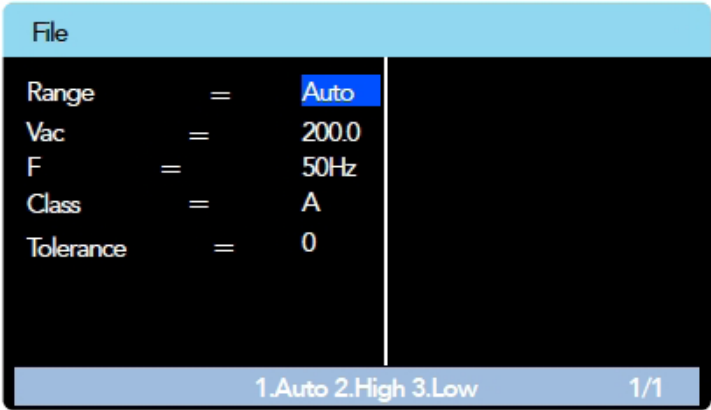 File
Range = Auto
Vac = 200.0
F = 50Hz
Class = A
Tolerance = 0
1.Auto 2.High 3.Low 1/1